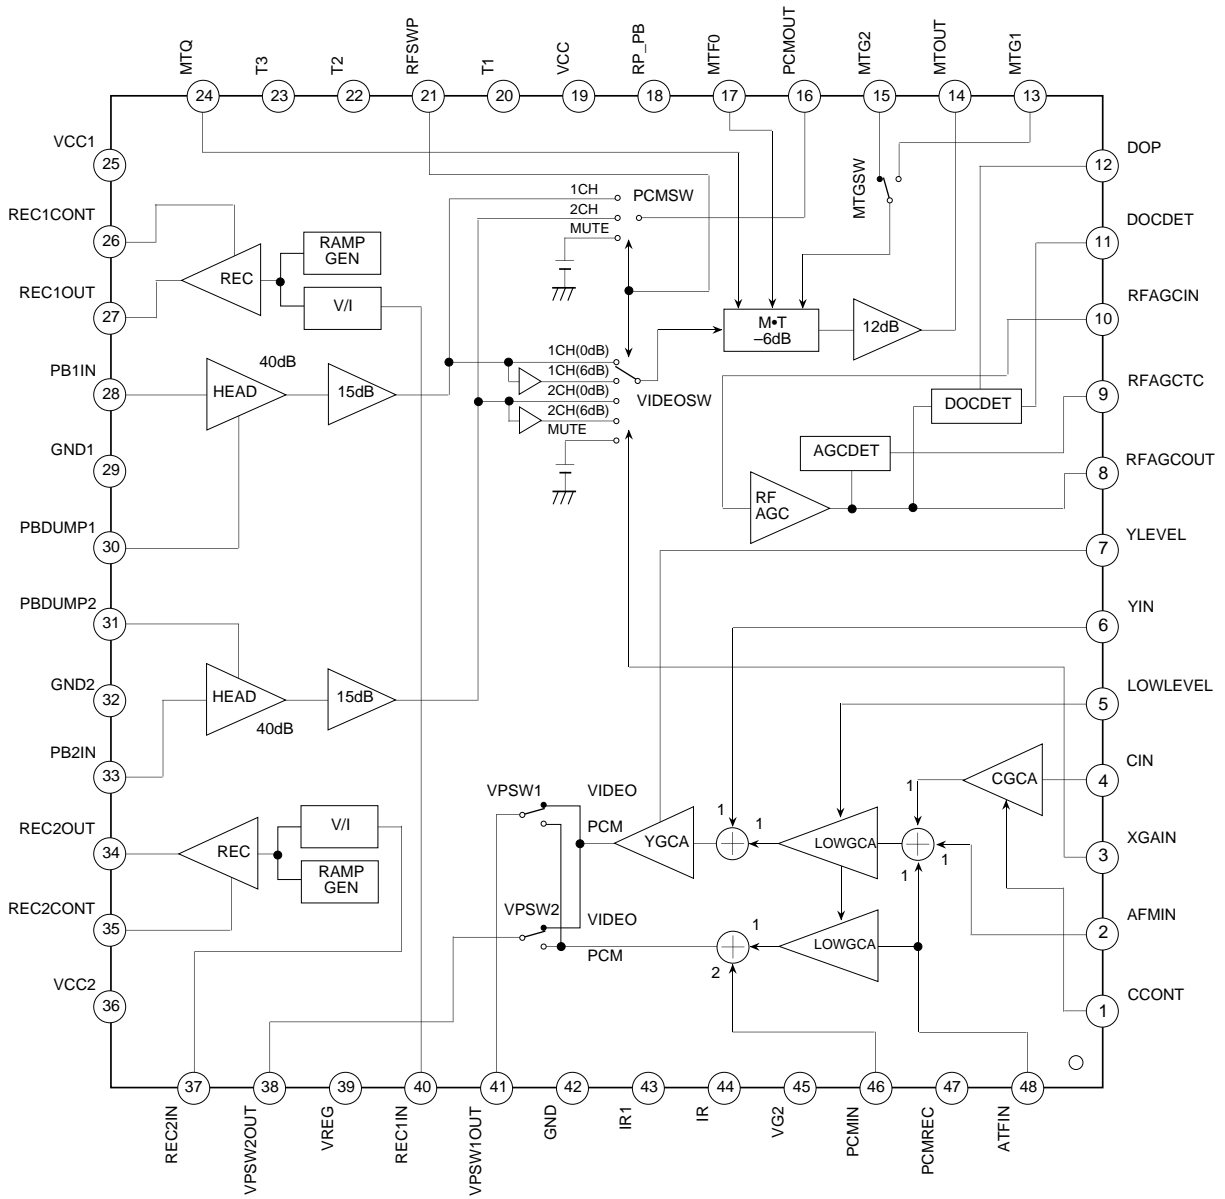 MTQ
T3
T2
RFSWP
T1
VCC
RP_PB
MTF0
PCMOUT
MTG2
MTOUT
MTG1
24
23
22
21
20
19
18
17
16
15
14
13
VCC1
25
REC1CONT
26
REC1OUT
27
PB1IN
28
GND1
29
PBDUMP1
30
PBDUMP2
31
GND2
32
PB2IN
33
REC2OUT
34
REC2CONT
35
VCC2
36
DOP
12
DOCDET
11
RFAGCIN
10
RFAGCTC
9
RFAGCOUT
8
YLEVEL
7
YIN
6
LOWLEVEL
5
CIN
4
XGAIN
3
AFMIN
2
CCONT
1
REC
RAMP
GEN
V/I
40dB
HEAD
15dB
1CH
2CH
MUTE
PCMSW
1CH(0dB)
1CH(6dB)
2CH(0dB)
2CH(6dB)
MUTE
VIDEOSW
MTGSW
M•T
–6dB
12dB
DOCDET
AGCDET
RF
AGC
HEAD
40dB
15dB
V/I
REC
RAMP
GEN
VPSW1
VIDEO
PCM
YGCA
1
1
LOWGCA
1
1
1
CGCA
VPSW2
VIDEO
PCM
1
2
LOWGCA
37
38
39
40
41
42
43
44
45
46
47
48
REC2IN
VPSW2OUT
VREG
REC1IN
VPSW1OUT
GND
IR1
IR
VG2
PCMIN
PCMREC
ATFIN